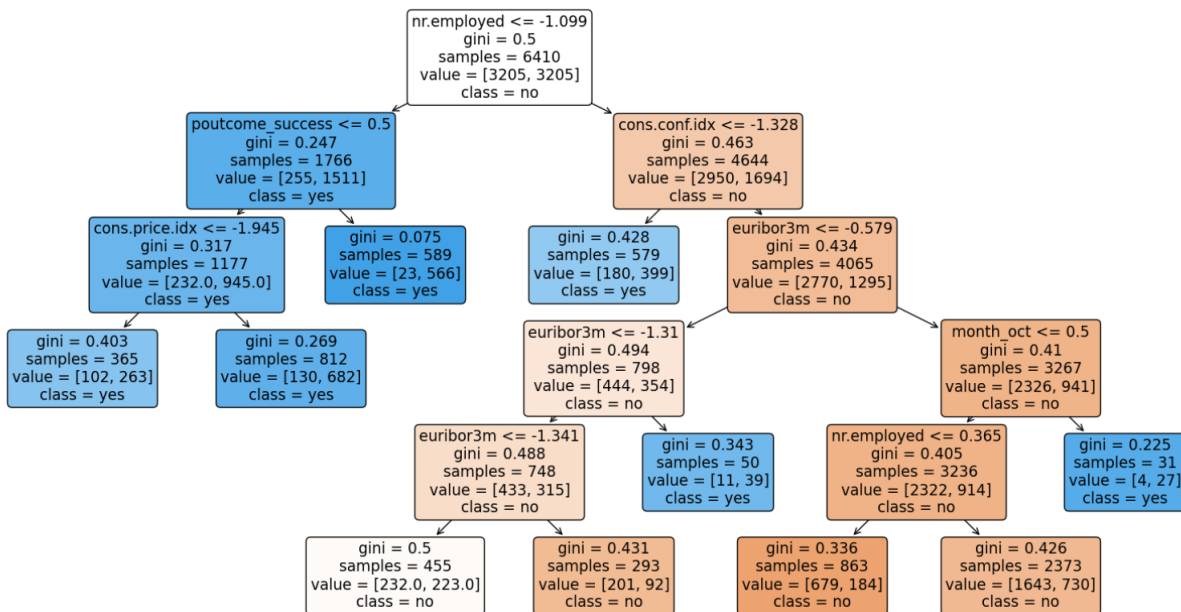 nr.employed <= -1.099
gini = 0.5
samples = 6410
value = [3205, 3205]
class = no
poutcome_success <= 0.5
gini = 0.247
samples = 1766
value = [255, 1511]
class = yes
cons.conf.idx <= -1.328
gini = 0.463
samples = 4644
value = [2950, 1694]
class = no
cons.price.idx <= -1.945
gini = 0.317
samples = 1177
value = [232.0, 945.0]
class = yes
gini = 0.075
samples = 589
value = [23, 566]
class = yes
gini = 0.428
samples = 579
value = [180, 399]
class = yes
euribor3m <= -0.579
gini = 0.434
samples = 4065
value = [2770, 1295]
class = no
gini = 0.403
samples = 365
value = [102, 263]
class = yes
gini = 0.269
samples = 812
value = [130, 682]
class = yes
euribor3m <= -1.31
gini = 0.494
samples = 798
value = [444, 354]
class = no
month_oct <= 0.5
gini = 0.41
samples = 3267
value = [2326, 941]
class = no
euribor3m <= -1.341
gini = 0.488
samples = 748
value = [433, 315]
class = no
gini = 0.343
samples = 50
value = [11, 39]
class = yes
nr.employed <= 0.365
gini = 0.405
samples = 3236
value = [2322, 914]
class = no
gini = 0.225
samples = 31
value = [4, 27]
class = yes
gini = 0.5
samples = 455
value = [232.0, 223.0]
class = no
gini = 0.431
samples = 293
value = [201, 92]
class = no
gini = 0.336
samples = 863
value = [679, 184]
class = no
gini = 0.426
samples = 2373
value = [1643, 730]
class = no